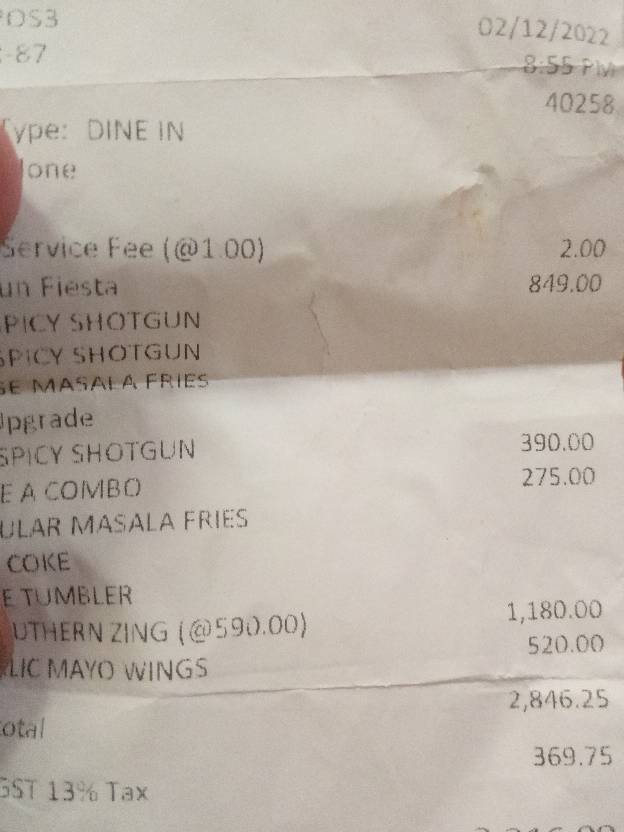 POS3 02/12/2022
-87 8:55 PM
40258
Type: DINE IN
None
Service Fee (@1.00) 2.00
un Fiesta 849.00
SPICY SHOTGUN
SPICY SHOTGUN
SE MASALA FRIES
Upgrade
SPICY SHOTGUN 390.00
E A COMBO 275.00
ULAR MASALA FRIES
COKE
E TUMBLER
UTHERN ZING (@590.00) 1,180.00
LIC MAYO WINGS 520.00
otal 2,846.25
GST 13% Tax 369.75